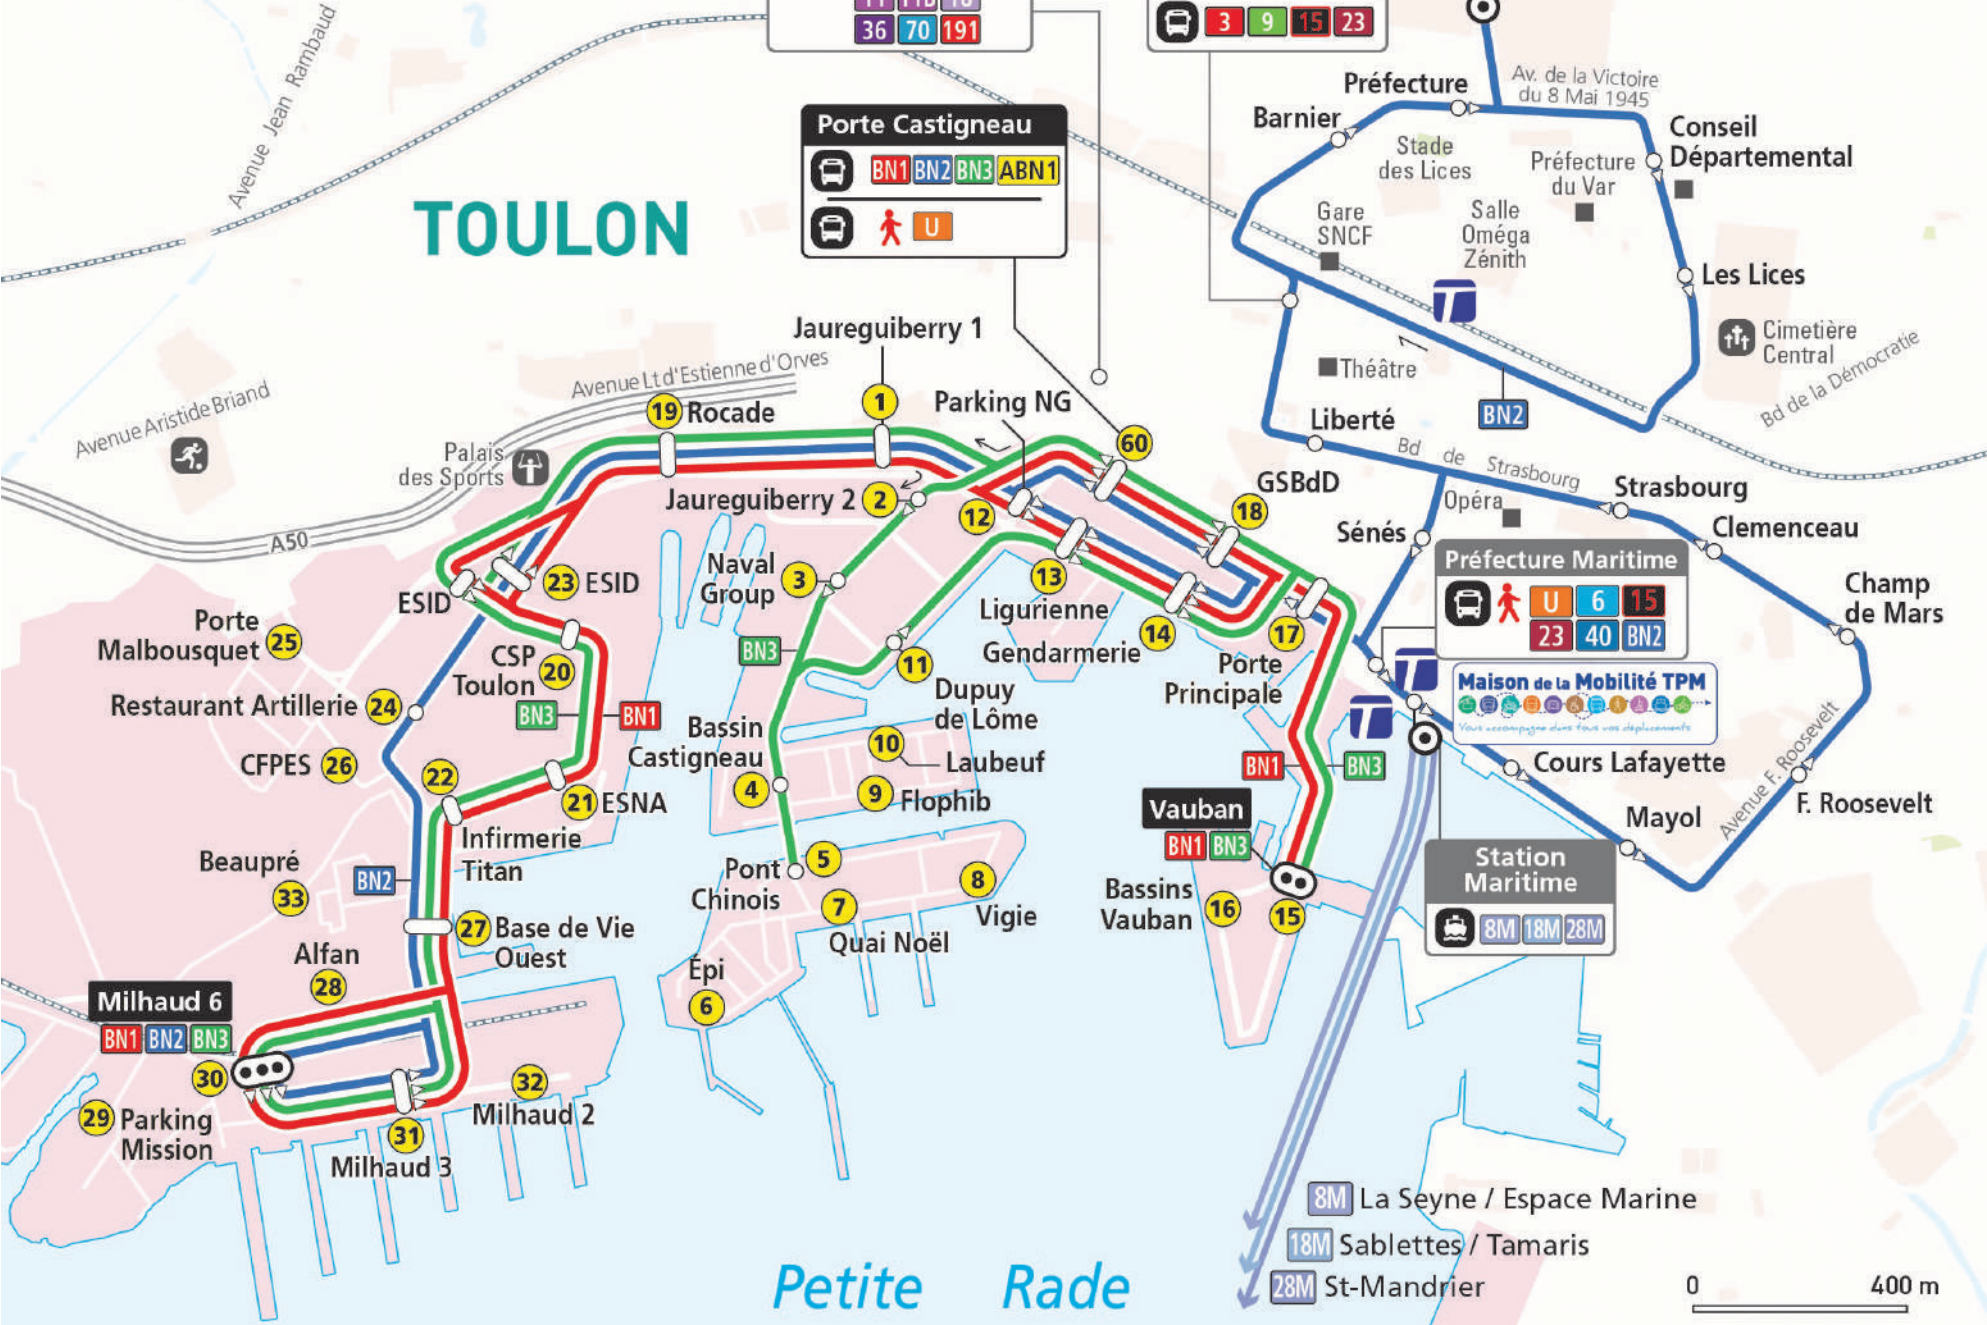 36 70 191
3 9 15 23
Avenue Jean Rambaud
Préfecture
Av. de la Victoire
du 8 Mai 1945
Barnier
Conseil
Départemental
Stade
des Lices
Préfecture
du Var
Porte Castigneau
BN1 BN2 BN3 ABN1
U
TOULON
Gare
SNCF
Salle
Oméga
Zénith
Les Lices
T
Cimetière
Central
Bd de la Démocratie
Jaureguiberry 1
Avenue Lt d'Estienne d'Orves
Théâtre
BN2
Avenue Aristide Briand
19 Rocade
1
Parking NG
Liberté
Bd de Strasbourg
60
Palais
des Sports
Jaureguiberry 2 2
12
GSBdD
18
Opéra
Strasbourg
Clemenceau
Sénés
A50
Préfecture Maritime
U 6 15
23 40 BN2
Champ
de Mars
ESID
23 ESID
Naval
Group
3
13
Ligurienne
Gendarmerie
14
17
Porte
Principale
Porte
Malbousquet
25
CSP
Toulon
20
BN3
BN3 BN1
11
Dupuy
de Lôme
T
T
Maison de la Mobilité TPM
Vous accompagne dans tous vos déplacements
Restaurant Artillerie 24
CFPES 26
22
21 ESNA
Infirmerie
Titan
Bassin
Castigneau
4
10
Laubeuf
9 Flophib
BN1 BN3
Cours Lafayette
Mayol
Avenue F. Roosevelt
F. Roosevelt
Vauban
BN1 BN3
Beaupré
33
BN2
Pont
Chinois
5
7
Quai Noël
8
Vigie
Bassins
Vauban
16
15
Station
Maritime
8M 18M 28M
27 Base de Vie
Ouest
Alfan
28
Épi
6
Milhaud 6
BN1 BN2 BN3
30
29 Parking
Mission
31
Milhaud 3
32
Milhaud 2
8M La Seyne / Espace Marine
18M Sablettes / Tamaris
28M St-Mandrier
Petite Rade
0 400 m